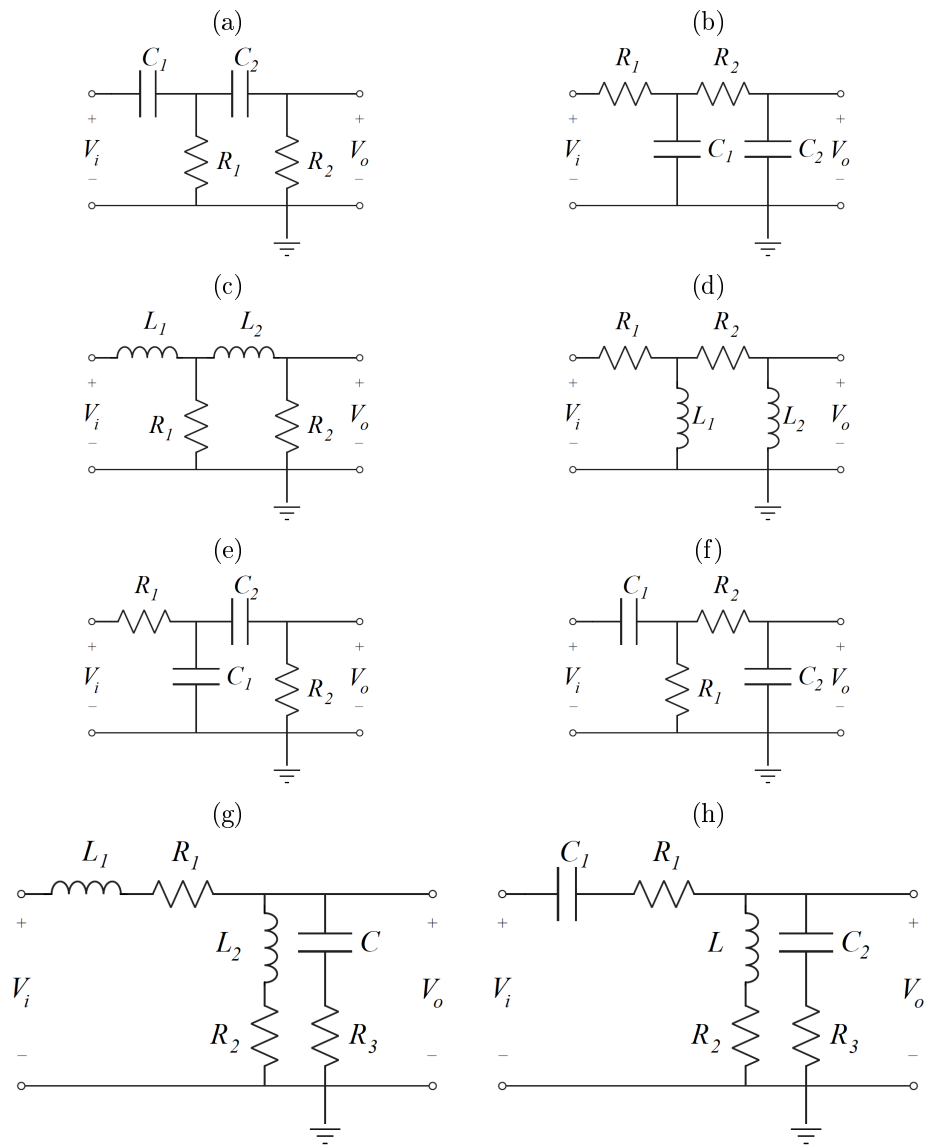 (a) (b)
C1 C2 R1 R2
+ + + +
Vi R1 R2 Vo Vi C1 C2 Vo
− − − −
(c) (d)
L1 L2 R1 R2
+ + + +
Vi R1 R2 Vo Vi L1 L2 Vo
− − − −
(e) (f)
R1 C2 C1 R2
+ + + +
Vi C1 R2 Vo Vi R1 C2 Vo
− − − −
(g) (h)
L1 R1 C1 R1
+ + + +
L2 C L C2
Vi Vo Vi Vo
R2 R3 R2 R3
− − − −